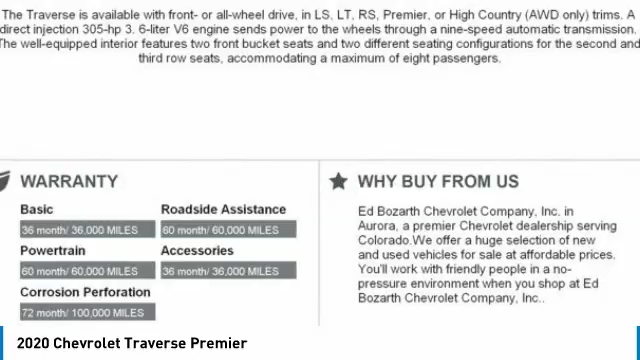 The Traverse is available with front- or all-wheel drive, in LS, LT, RS, Premier, or High Country (AWD only) trims. A
direct injection 305-hp 3. 6-liter V6 engine sends power to the wheels through a nine-speed automatic transmission.
The well-equipped interior features two front bucket seats and two different seating configurations for the second and
third row seats, accommodating a maximum of eight passengers.
WARRANTY
Basic
36 month/ 36,000 MILES
Roadside Assistance
60 month/ 60,000 MILES
Powertrain
60 month/ 60,000 MILES
Accessories
36 month/ 36,000 MILES
Corrosion Perforation
72 month/ 100,000 MILES
WHY BUY FROM US
Ed Bozarth Chevrolet Company, Inc. in
Aurora, a premier Chevrolet dealership serving
Colorado.We offer a huge selection of new
and used vehicles for sale at affordable prices.
You'll work with friendly people in a no-
pressure environment when you shop at Ed
Bozarth Chevrolet Company, Inc..
2020 Chevrolet Traverse Premier